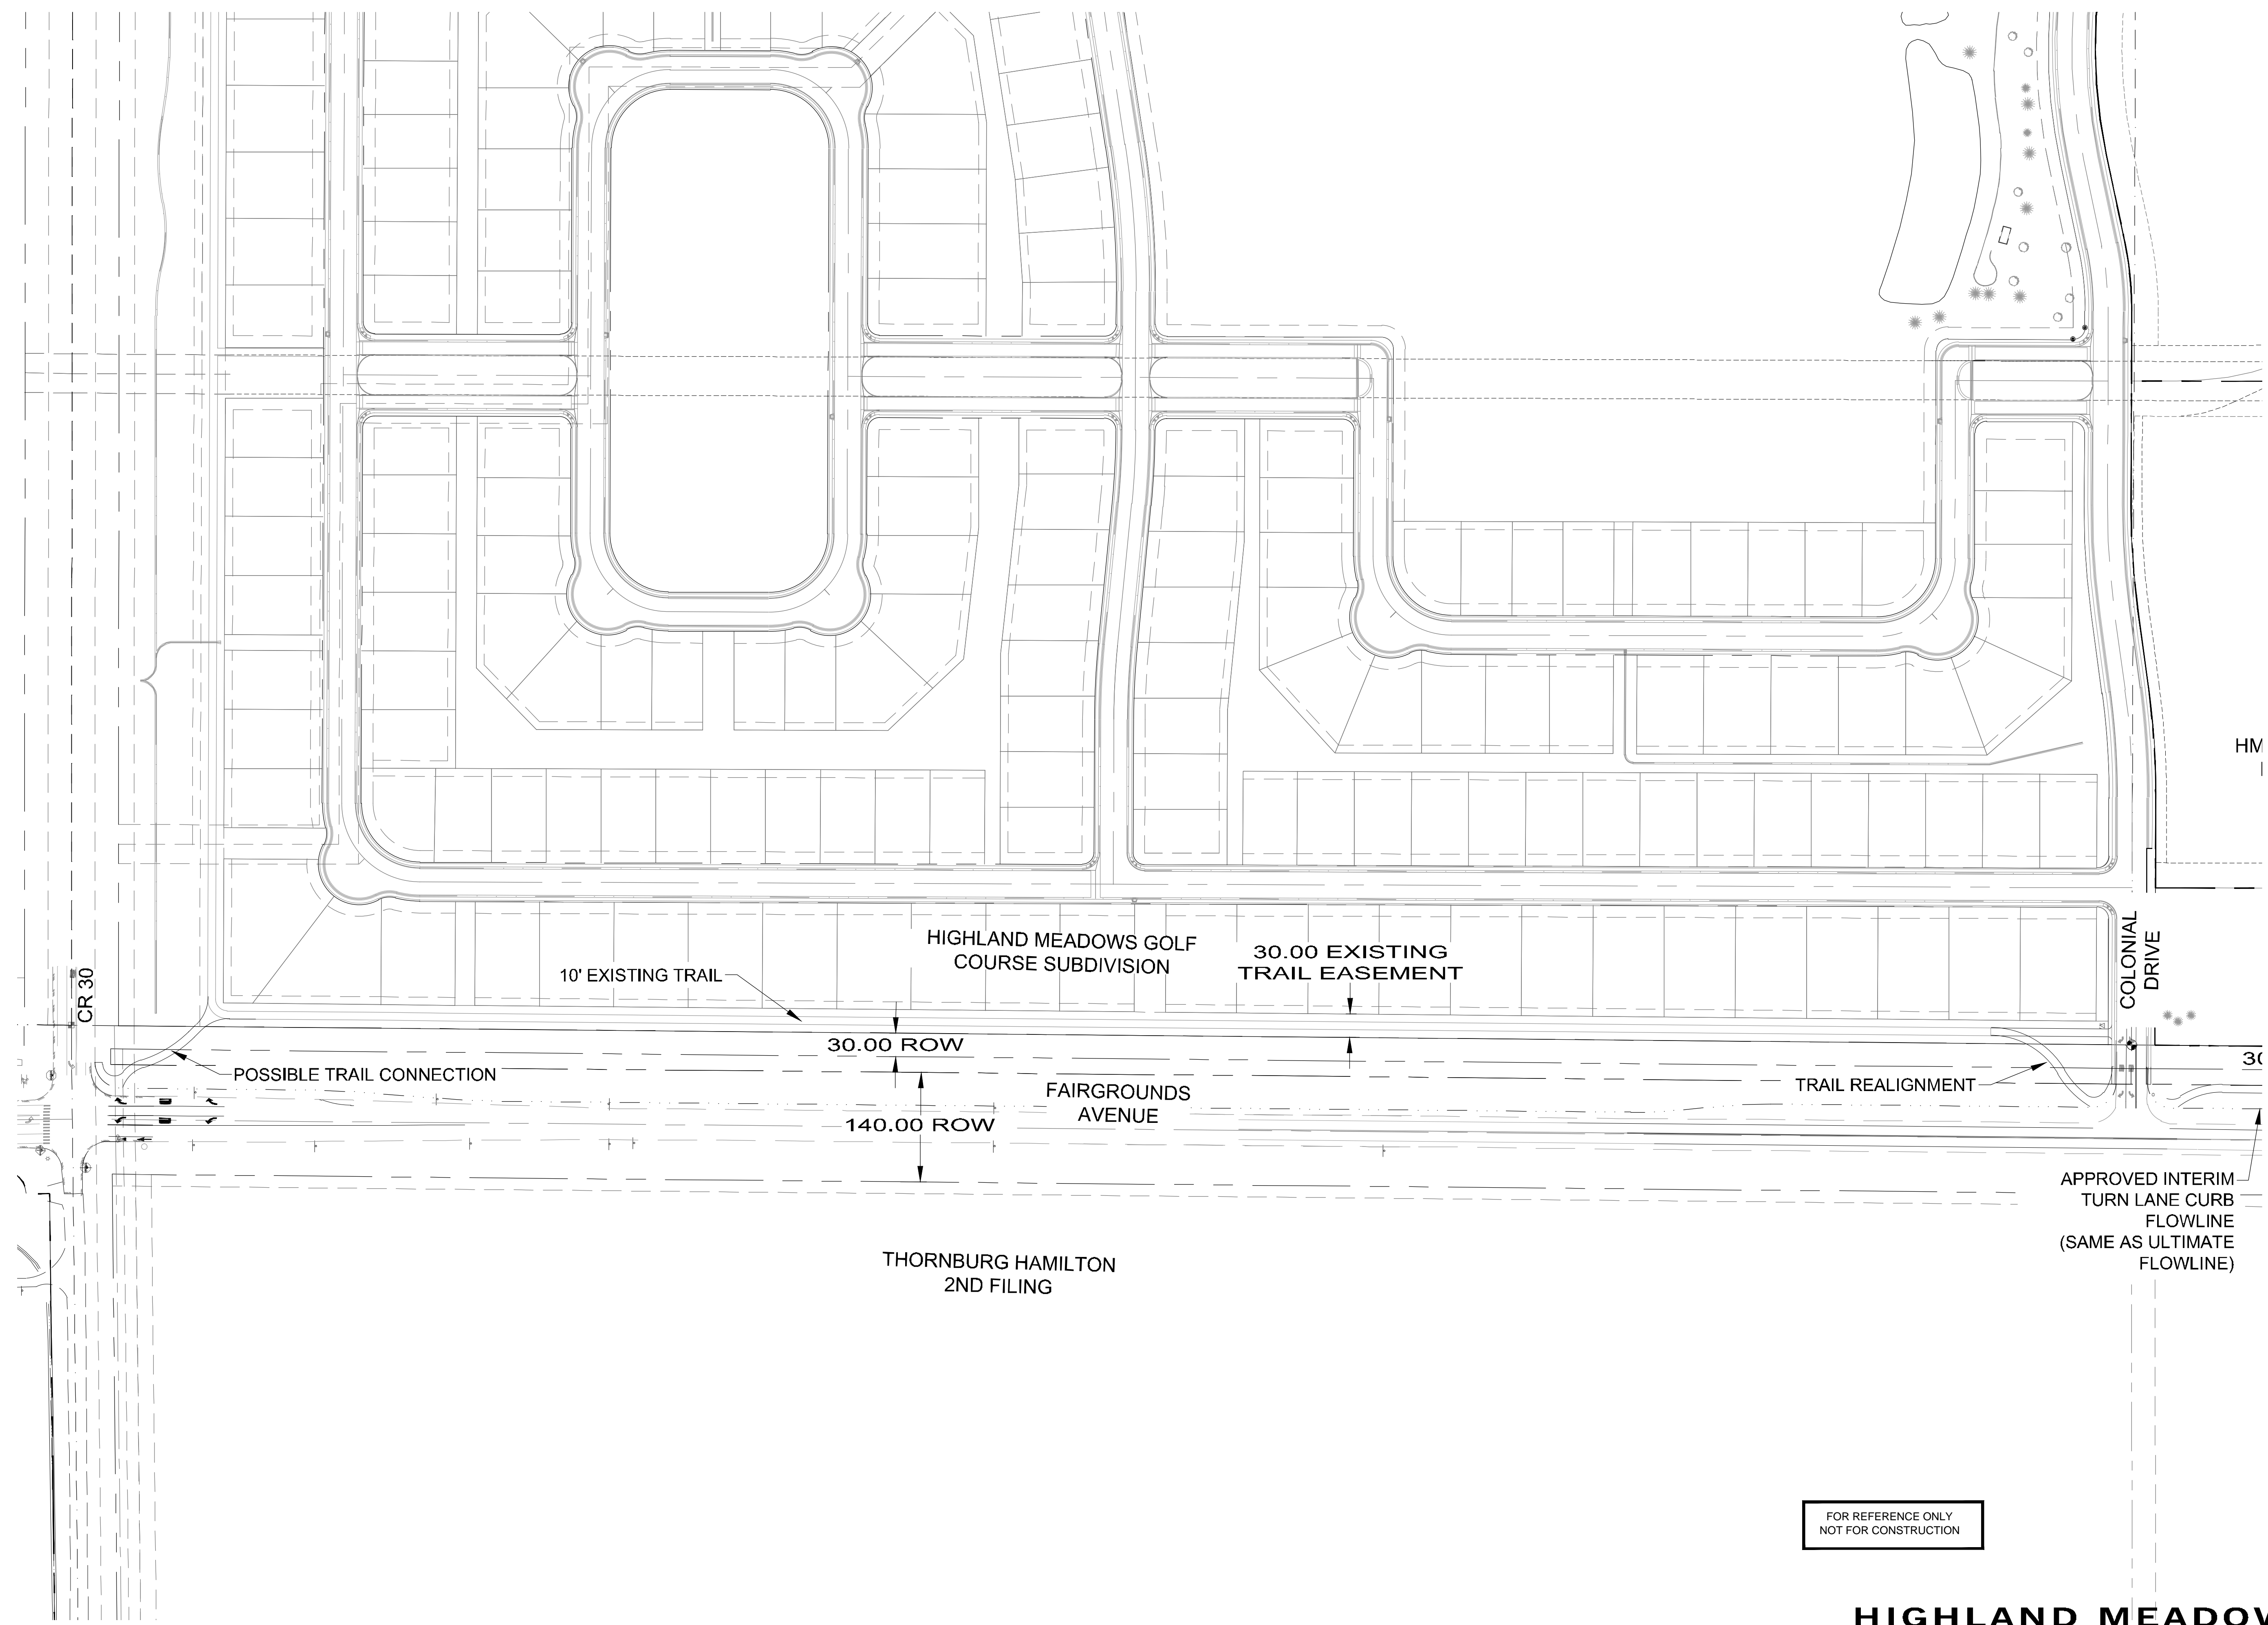 HM
HIGHLAND MEADOWS GOLF
COURSE SUBDIVISION
30.00 EXISTING
TRAIL EASEMENT
10' EXISTING TRAIL
CR 30
COLONIAL
DRIVE
30.00 ROW
POSSIBLE TRAIL CONNECTION
FAIRGROUNDS
AVENUE
TRAIL REALIGNMENT
30
140.00 ROW
APPROVED INTERIM
TURN LANE CURB
FLOWLINE
(SAME AS ULTIMATE
FLOWLINE)
THORNBURG HAMILTON
2ND FILING
FOR REFERENCE ONLY
NOT FOR CONSTRUCTION
HIGHLAND MEADOW